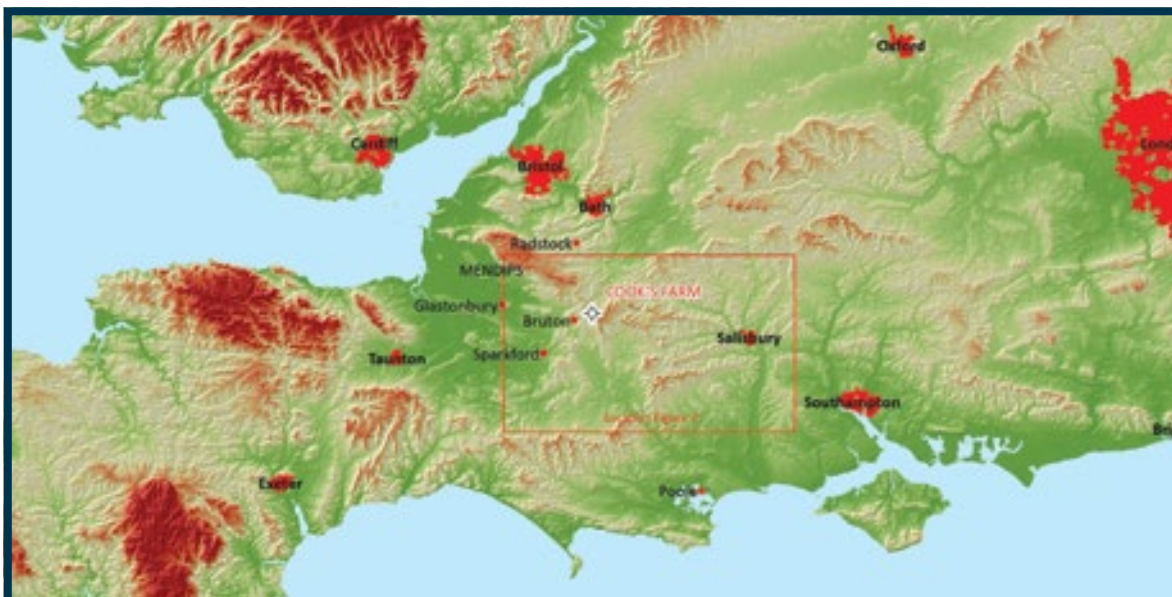 Oxford
Cardiff
Bristol
Bath
Radstock
MENDIPS
COOK'S FARM
Glastonbury
Bruton
Salisbury
Sparkford
Taunton
Southampton
Exeter
Poole